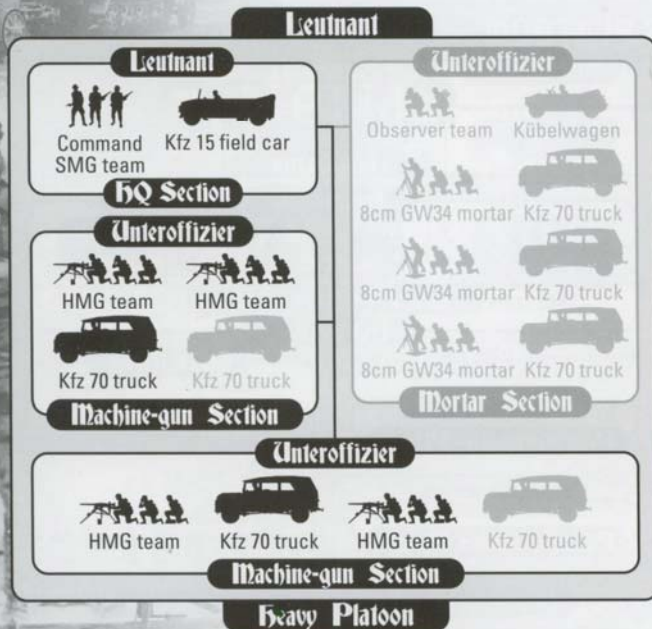 Leutnant
Leutnant
Command
SMG team
Kfz 15 field car
HQ Section
Unteroffizier
HMG team
HMG team
Kfz 70 truck
Kfz 70 truck
Machine-gun Section
Unteroffizier
Observer team
Kübelwagen
8cm GW34 mortar
Kfz 70 truck
8cm GW34 mortar
Kfz 70 truck
8cm GW34 mortar
Kfz 70 truck
Mortar Section
Unteroffizier
HMG team
Kfz 70 truck
HMG team
Kfz 70 truck
Machine-gun Section
Heavy Platoon